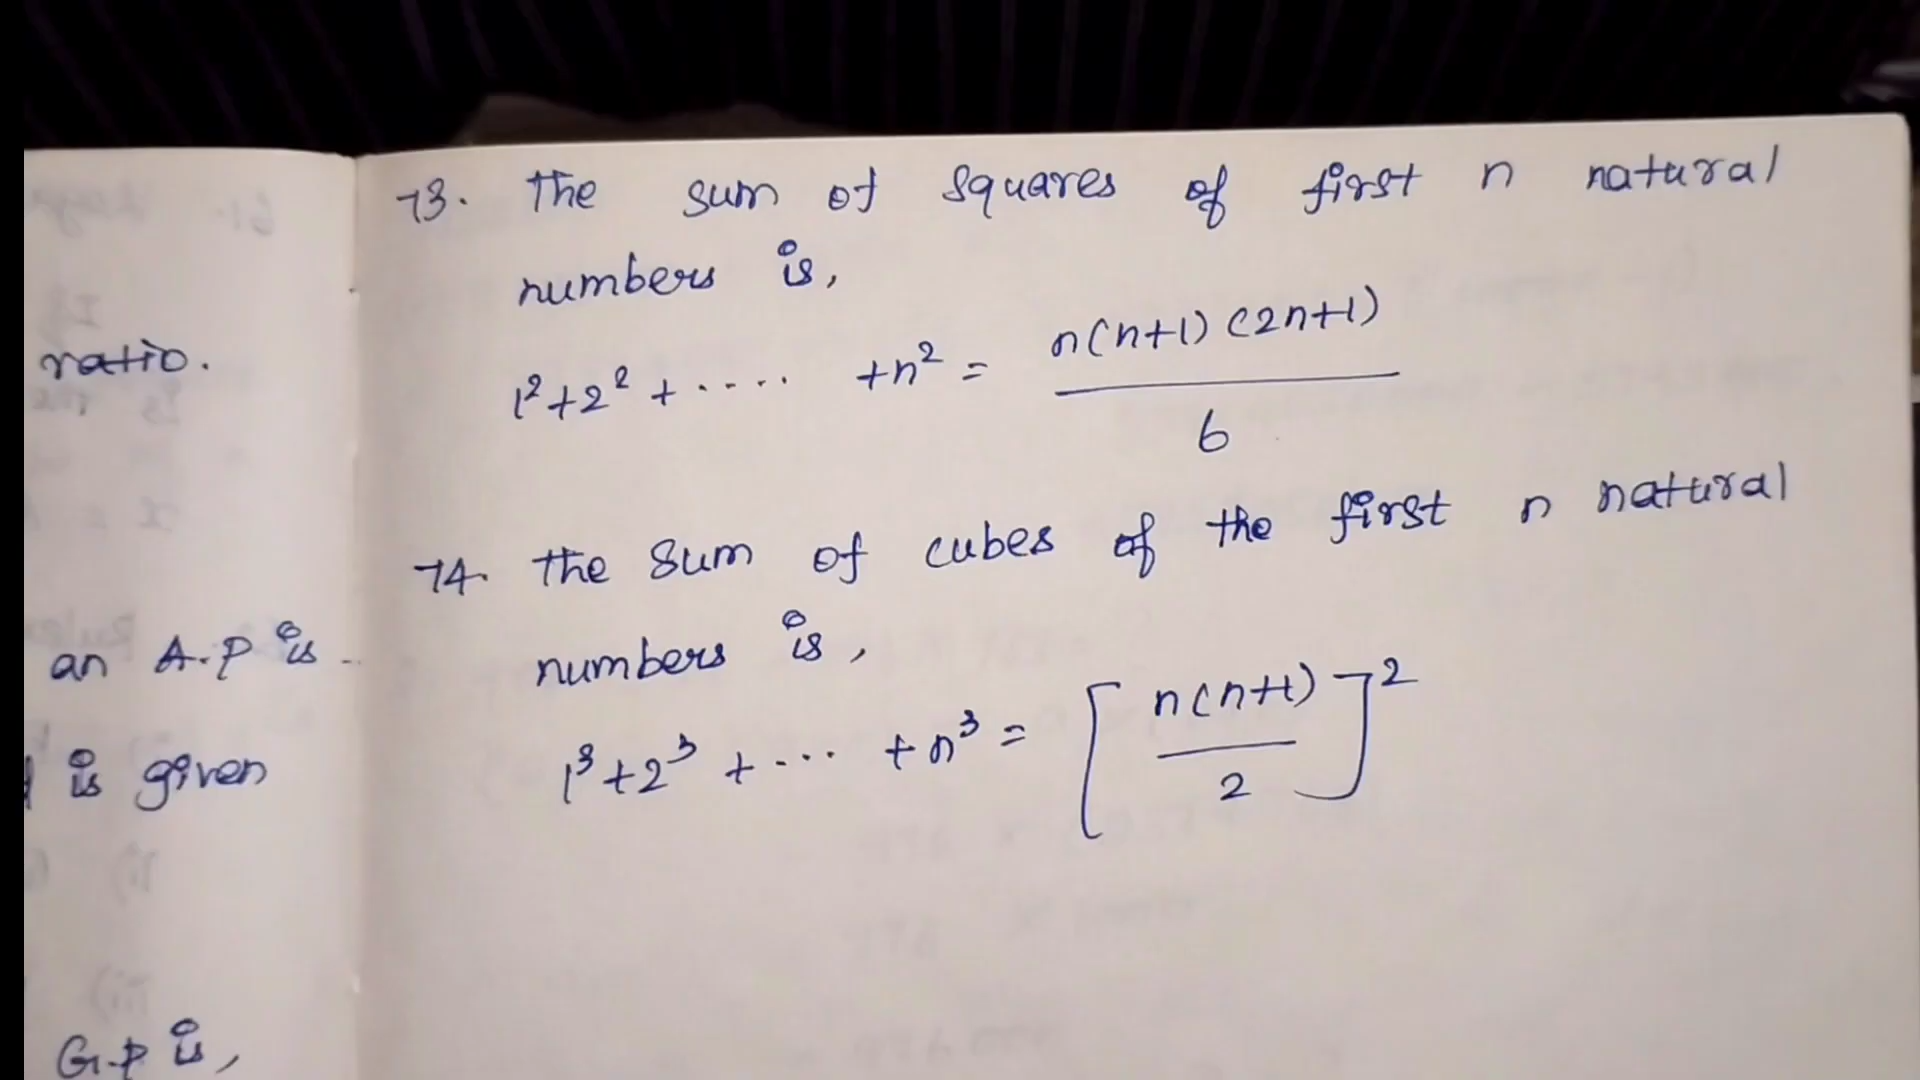 ratio.
an A.P is
is given
G.P is,
73. The sum of squares of first n natural
numbers is,
1²+2²+..... +n² = n(n+1)(2n+1)
6
74. The sum of cubes of the first n natural
numbers is,
1³+2³+.... +n³ = [n(n+1)/2]²